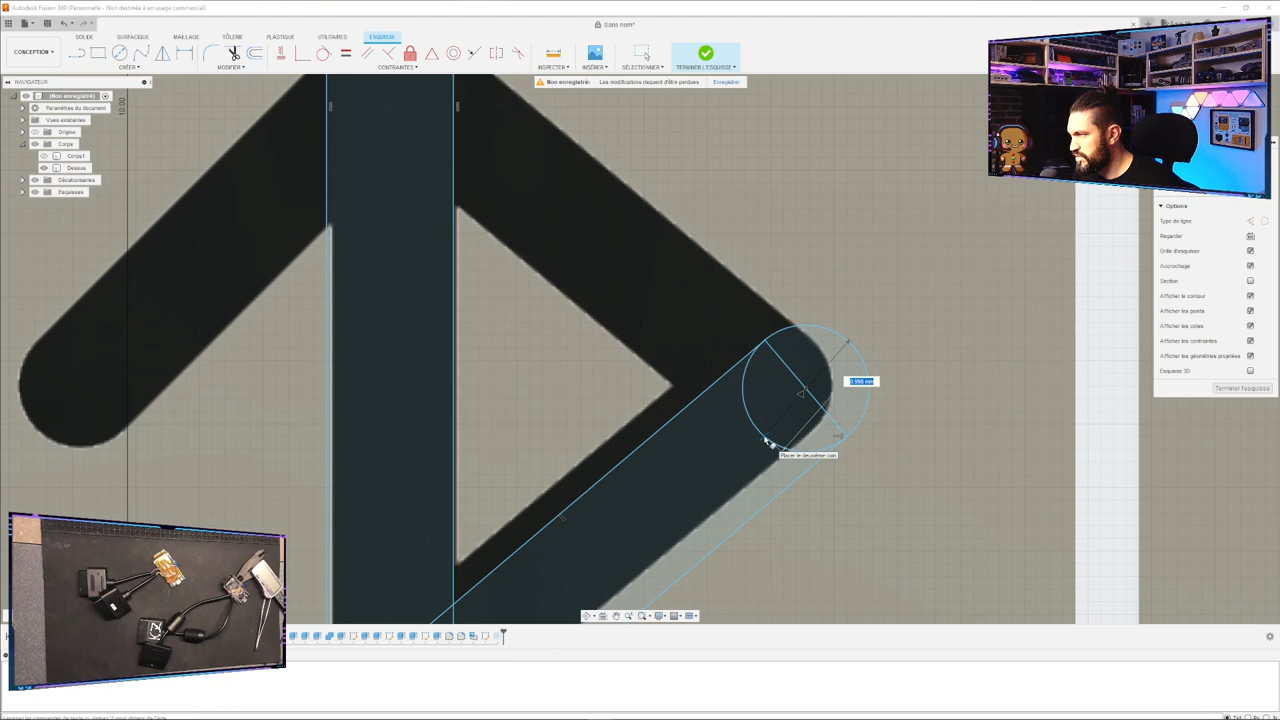 Autodesk Fusion 360 (Personnelle - Non destinée à un usage commercial)
Sans nom*
CONCEPTION
SOLIDE
SURFACIQUE
MAILLAGE
TÔLERIE
PLASTIQUE
UTILITAIRES
ESQUISSE
CRÉER
MODIFIER
CONTRAINTES
INSPECTER
INSÉRER
SÉLECTIONNER
TERMINER L'ESQUISSE
NAVIGATEUR
Non enregistré: Les modifications risquent d'être perdues Enregistrer
(Non enregistré)
Paramètres du document
Vues existantes
Origine
Corps
Corps1
Dessus
Décalcomanies
Esquisses
10.00
Options
Type de ligne
Regarder
Grille d'esquisse
Accrochage
Section
Afficher le contour
Afficher les points
Afficher les cotes
Afficher les contraintes
Afficher les géométries projetées
Esquisse 3D
Terminer l'esquisse
Placer le deuxième coin